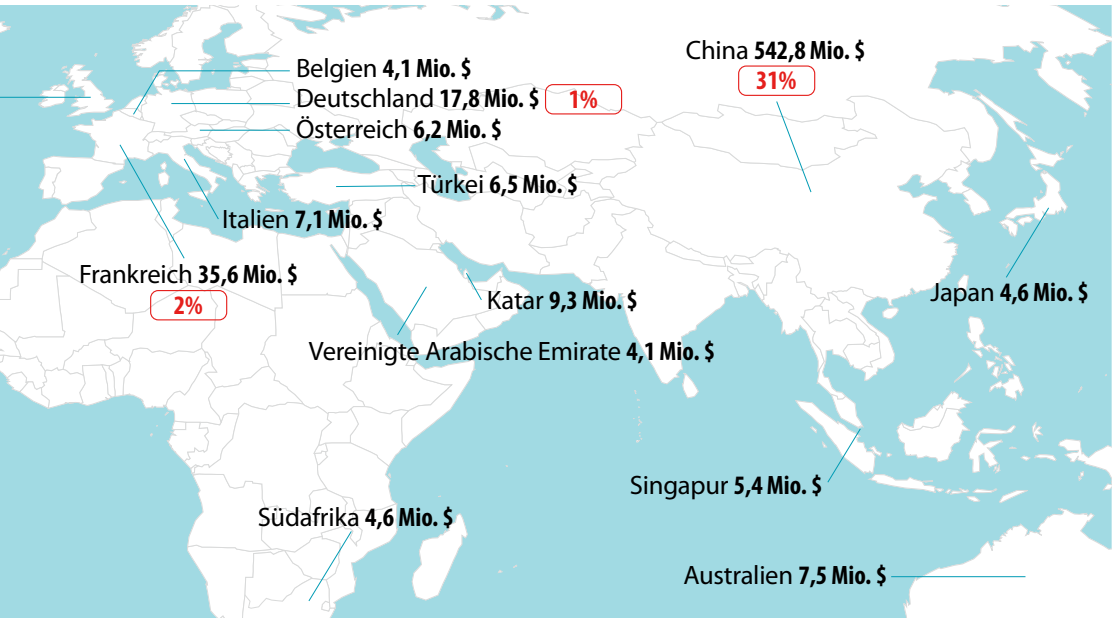 China 542,8 Mio. $
31%
Belgien 4,1 Mio. $
Deutschland 17,8 Mio. $ 1%
Österreich 6,2 Mio. $
Türkei 6,5 Mio. $
Italien 7,1 Mio. $
Frankreich 35,6 Mio. $
2%
Katar 9,3 Mio. $
Japan 4,6 Mio. $
Vereinigte Arabische Emirate 4,1 Mio. $
Singapur 5,4 Mio. $
Südafrika 4,6 Mio. $
Australien 7,5 Mio. $